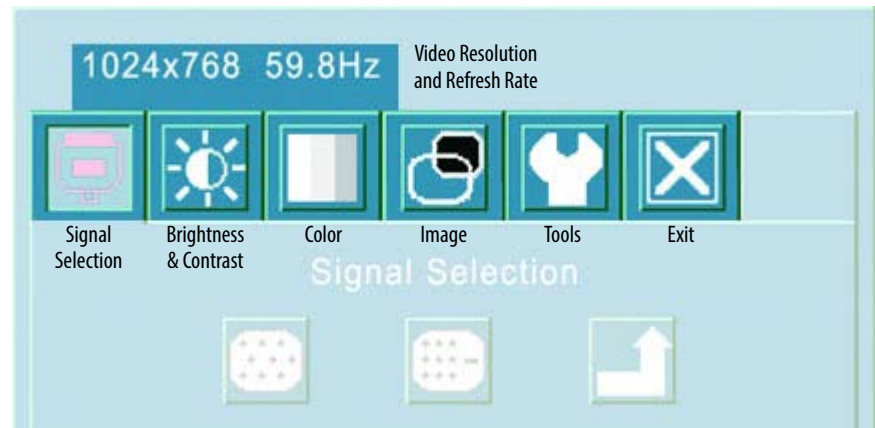 1024x768 59.8Hz
Video Resolution
and Refresh Rate
Signal
Selection
Brightness
& Contrast
Color
Image
Tools
Exit
Signal Selection